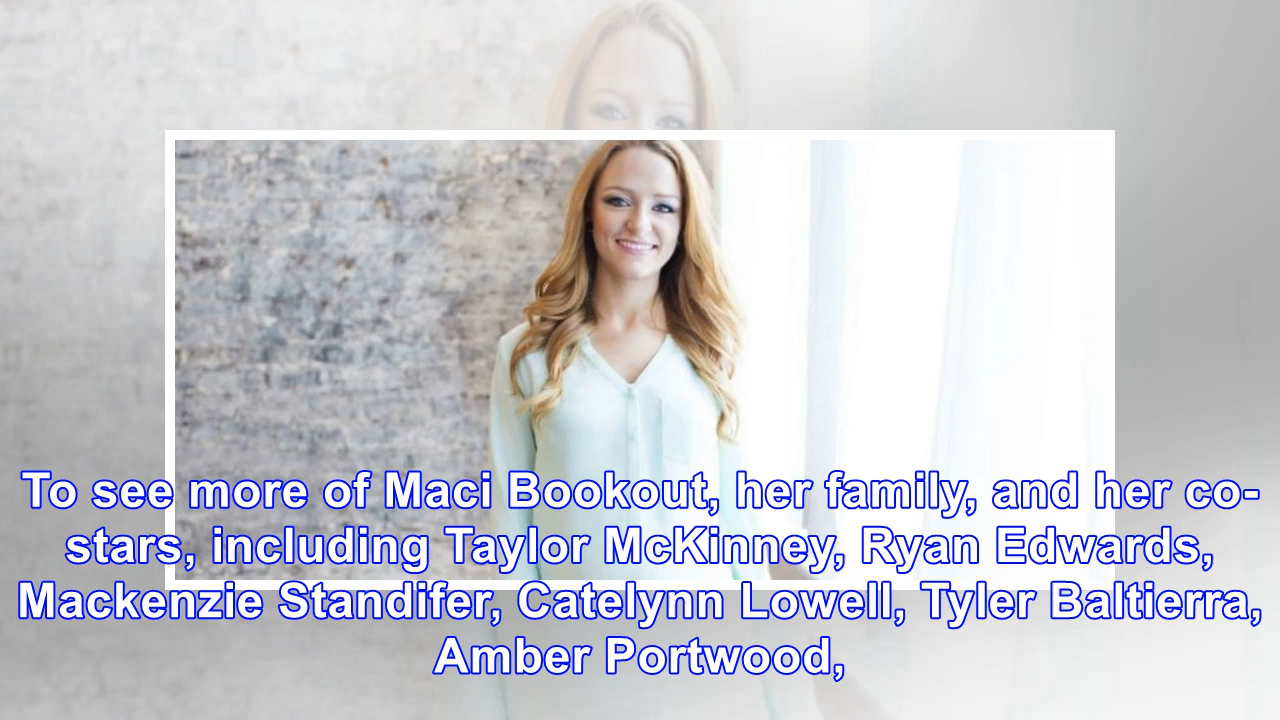 To see more of Maci Bookout, her family, and her co-
stars, including Taylor McKinney, Ryan Edwards,
Mackenzie Standifer, Catelynn Lowell, Tyler Baltierra,
Amber Portwood,